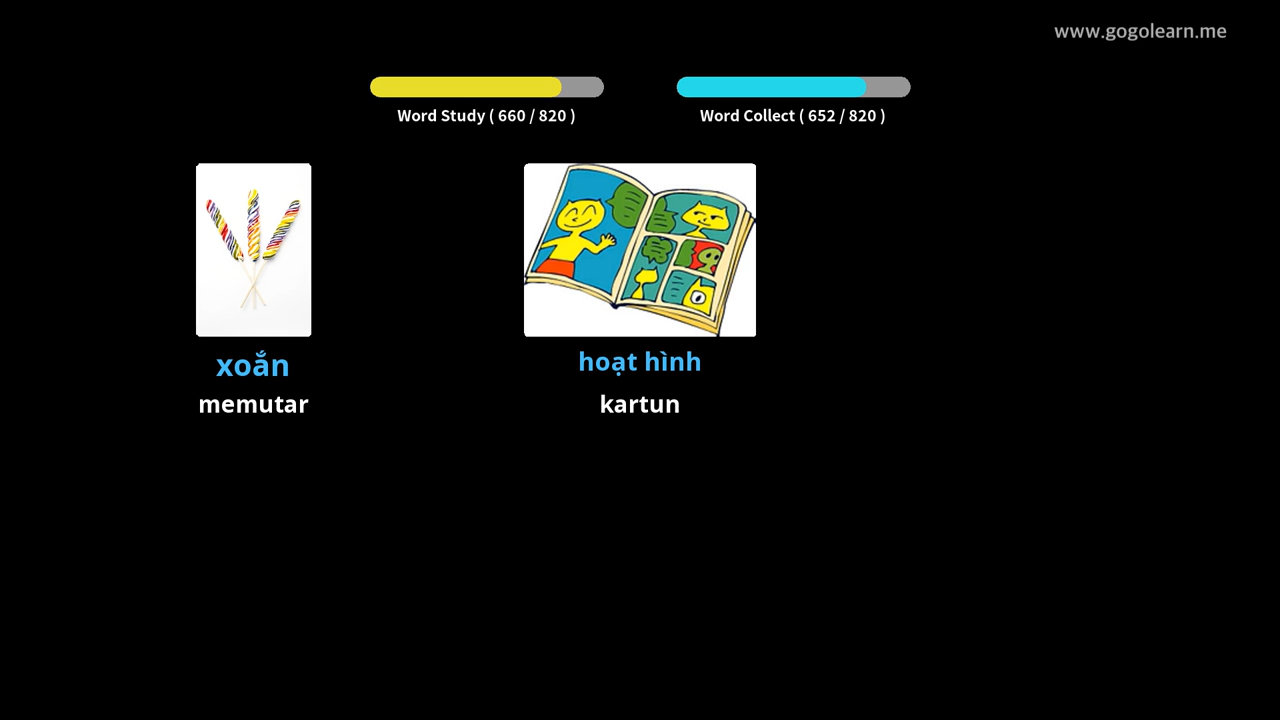 www.gogolearn.me
Word Study ( 660 / 820 )
Word Collect ( 652 / 820 )
xoắn
hoạt hình
memutar
kartun